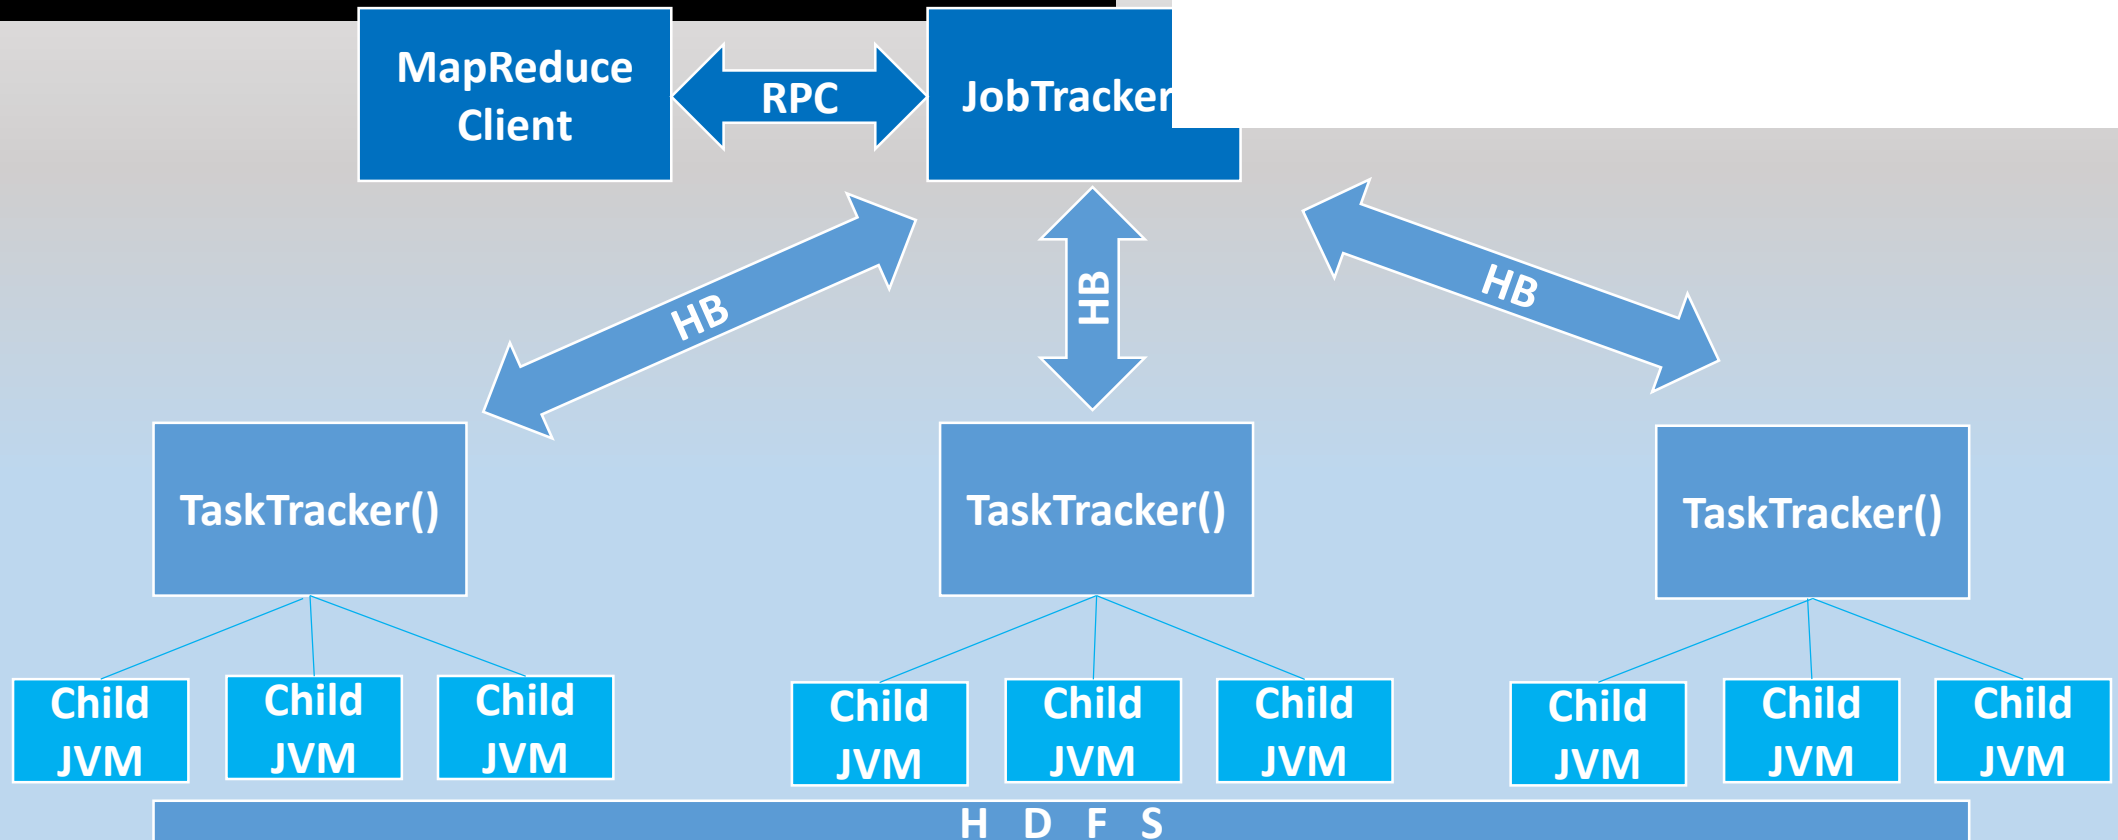 MapReduce
Client
RPC
JobTracker
HB
HB
HB
TaskTracker()
TaskTracker()
TaskTracker()
Child
JVM
Child
JVM
Child
JVM
Child
JVM
Child
JVM
Child
JVM
Child
JVM
Child
JVM
Child
JVM
H D F S